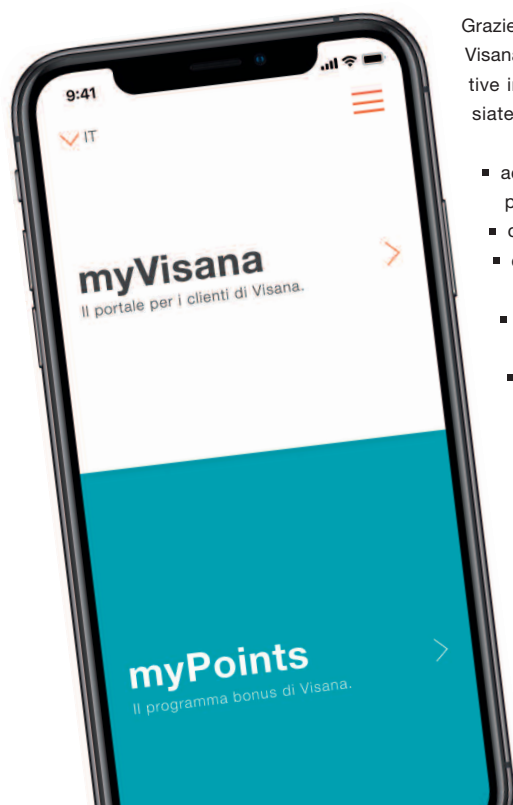 9:41
IT
myVisana
Il portale per i clienti di Visana.
myPoints
Il programma bonus di Visana.
Grazie
Visana
tive
siate